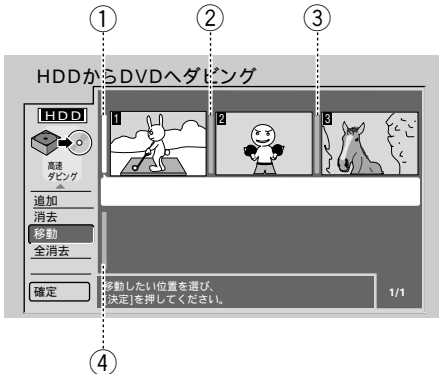 ① ② ③
HDDからDVDへダビング
HDD
1 2 3
高速
ダビング
追加
消去
移動
全消去
確定
移動したい位置を選び、
[決定]を押してください。
1/1
④